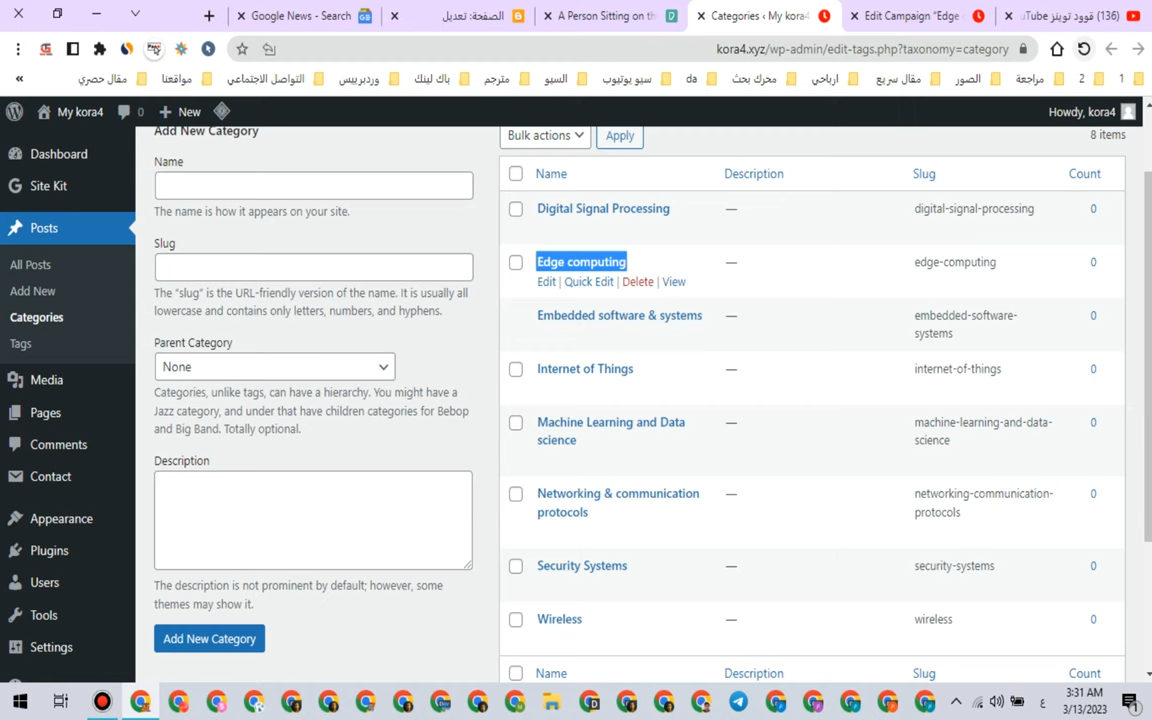 Google News - Search
الصفحة: تعديل
A Person Sitting on th
Categories ‹ My kora4
Edit Campaign “Edge
(136) قوود توينز uTube
kora4.xyz/wp-admin/edit-tags.php?taxonomy=category
«
مقال حصري
مواقعنا
التواصل الاجتماعي
وردبرييس
باك لينك
مترجم
السيو
سيو يوتيوب
da
محرك بحث
ارباحي
مقال سريع
الصور
مراجعة
2
1
My kora4
0
New
Howdy, kora4
Dashboard
Site Kit
Posts
All Posts
Add New
Categories
Tags
Media
Pages
Comments
Contact
Appearance
Plugins
Users
Tools
Settings
Add New Category
Name
The name is how it appears on your site.
Slug
The “slug” is the URL-friendly version of the name. It is usually all
lowercase and contains only letters, numbers, and hyphens.
Parent Category
None
Categories, unlike tags, can have a hierarchy. You might have a
Jazz category, and under that have children categories for Bebop
and Big Band. Totally optional.
Description
The description is not prominent by default; however, some
themes may show it.
Add New Category
Bulk actions
Apply
8 items
Name Description Slug Count
Digital Signal Processing — digital-signal-processing 0
Edge computing — edge-computing 0
Edit | Quick Edit | Delete | View
Embedded software & systems — embedded-software- 0
systems
Internet of Things — internet-of-things 0
Machine Learning and Data — machine-learning-and-data- 0
science science
Networking & communication — networking-communication- 0
protocols protocols
Security Systems — security-systems 0
Wireless — wireless 0
Name Description Slug Count
ع
3:31 AM
3/13/2023